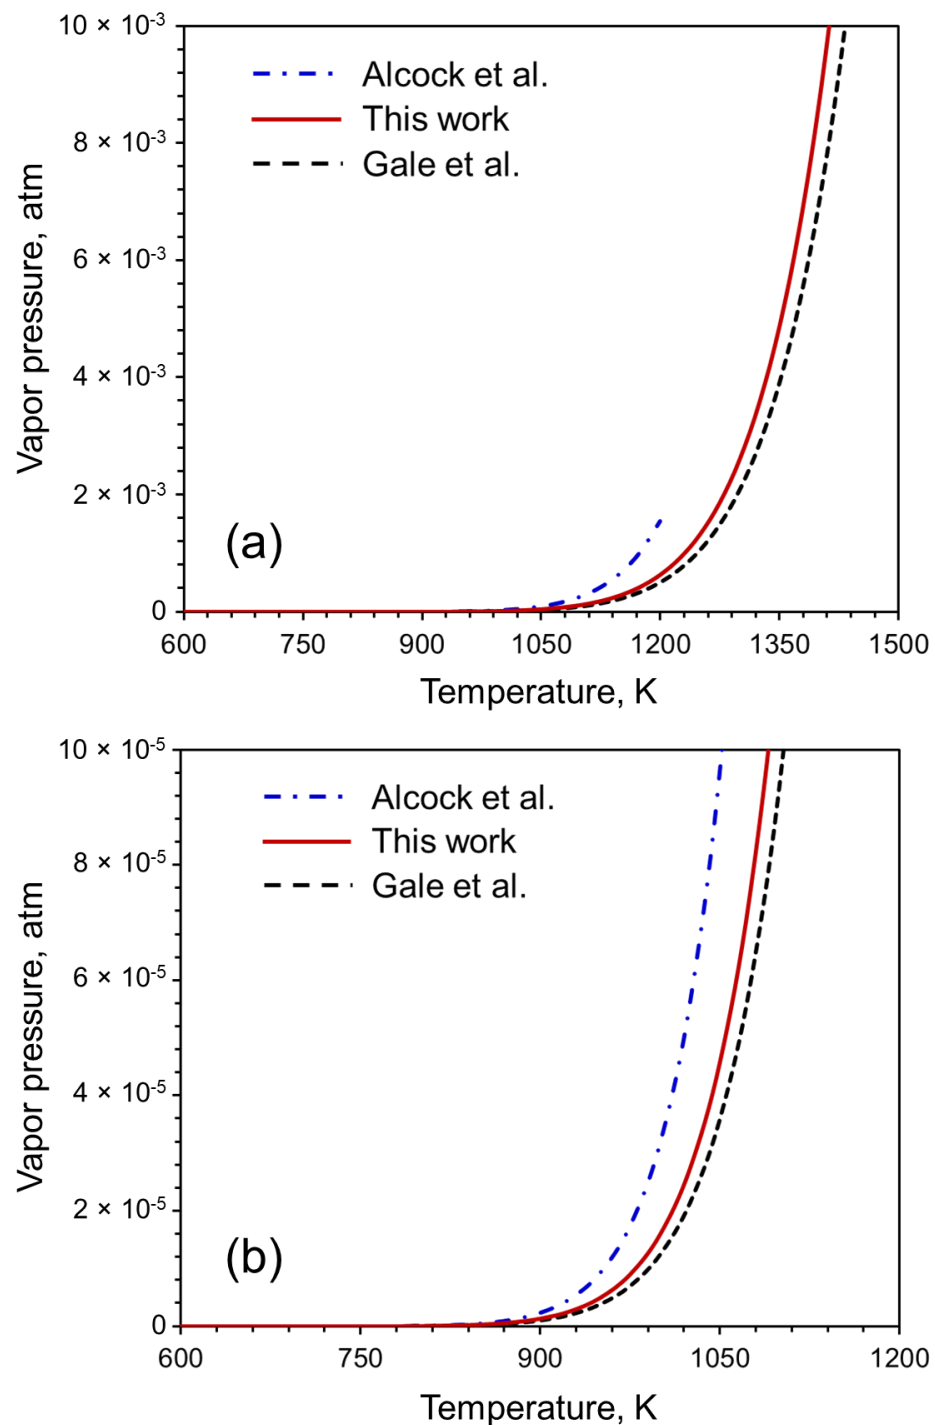 10 × 10⁻³
8 × 10⁻³
6 × 10⁻³
4 × 10⁻³
2 × 10⁻³
0
Vapor pressure, atm
Alcock et al.
This work
Gale et al.
(a)
600 750 900 1050 1200 1350 1500
Temperature, K
10 × 10⁻⁵
8 × 10⁻⁵
6 × 10⁻⁵
4 × 10⁻⁵
2 × 10⁻⁵
0
Vapor pressure, atm
Alcock et al.
This work
Gale et al.
(b)
600 750 900 1050 1200
Temperature, K